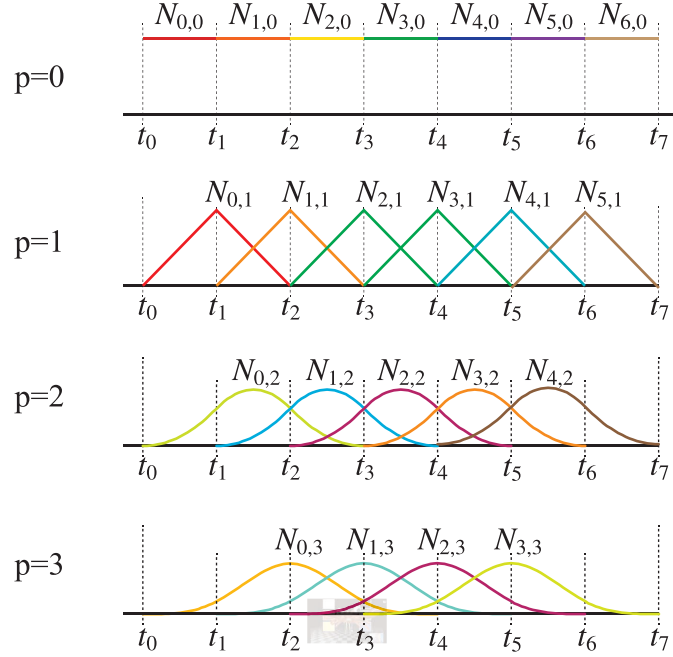 N0,0 N1,0 N2,0 N3,0 N4,0 N5,0 N6,0
p=0
t0 t1 t2 t3 t4 t5 t6 t7
N0,1 N1,1 N2,1 N3,1 N4,1 N5,1
p=1
t0 t1 t2 t3 t4 t5 t6 t7
N0,2 N1,2 N2,2 N3,2 N4,2
p=2
t0 t1 t2 t3 t4 t5 t6 t7
N0,3 N1,3 N2,3 N3,3
p=3
t0 t1 t2 t3 t4 t5 t6 t7